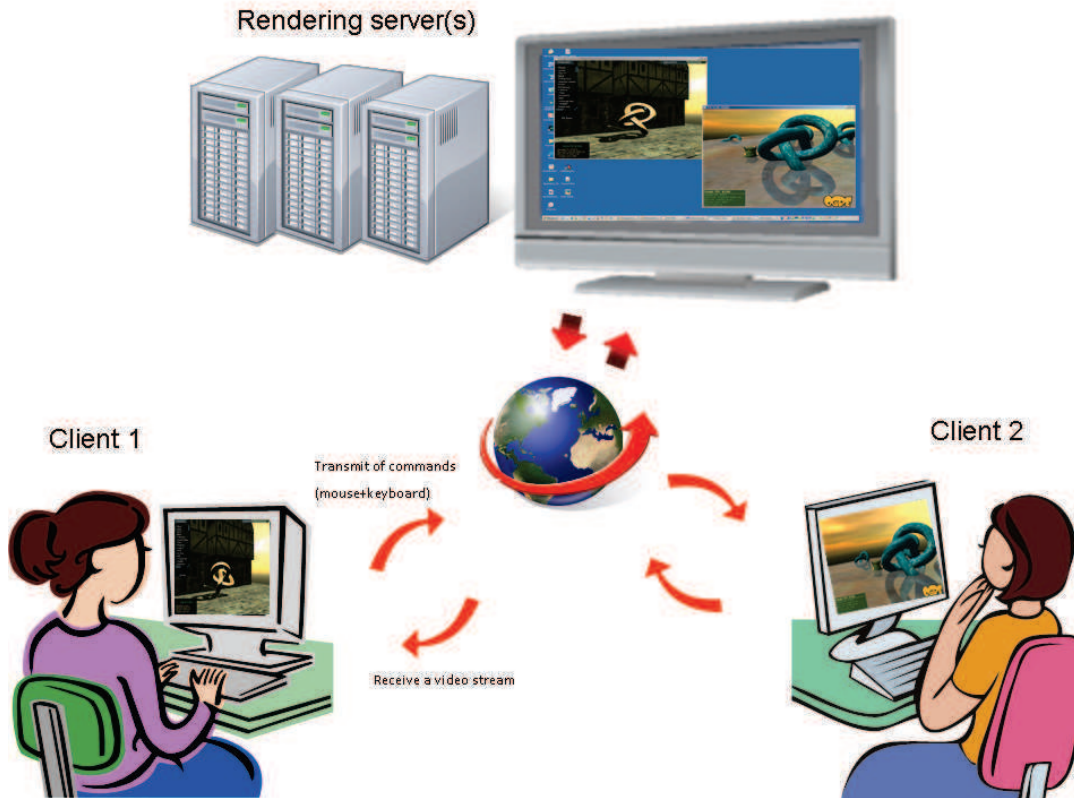 Rendering server(s)
Client 1
Client 2
Transmit of commands
(mouse+keyboard)
Receive a video stream